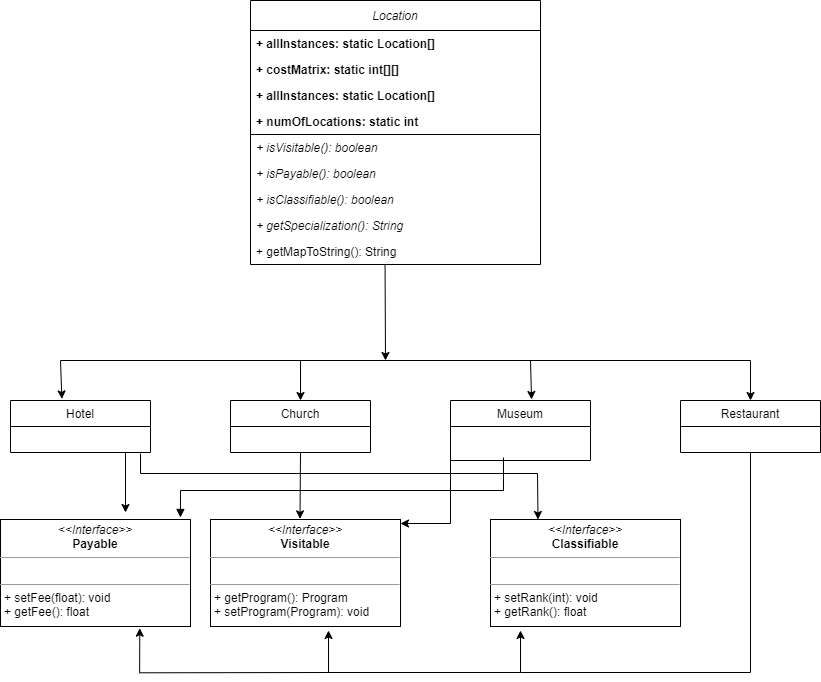 Location
+ allInstances: static Location[]
+ costMatrix: static int[][]
+ allInstances: static Location[]
+ numOfLocations: static int
+ isVisitable(): boolean
+ isPayable(): boolean
+ isClassifiable(): boolean
+ getSpecialization(): String
+ getMapToString(): String
Hotel
Church
Museum
Restaurant
<<Interface>>
Payable
+ setFee(float): void
+ getFee(): float
<<Interface>>
Visitable
+ getProgram(): Program
+ setProgram(Program): void
<<Interface>>
Classifiable
+ setRank(int): void
+ getRank(): float